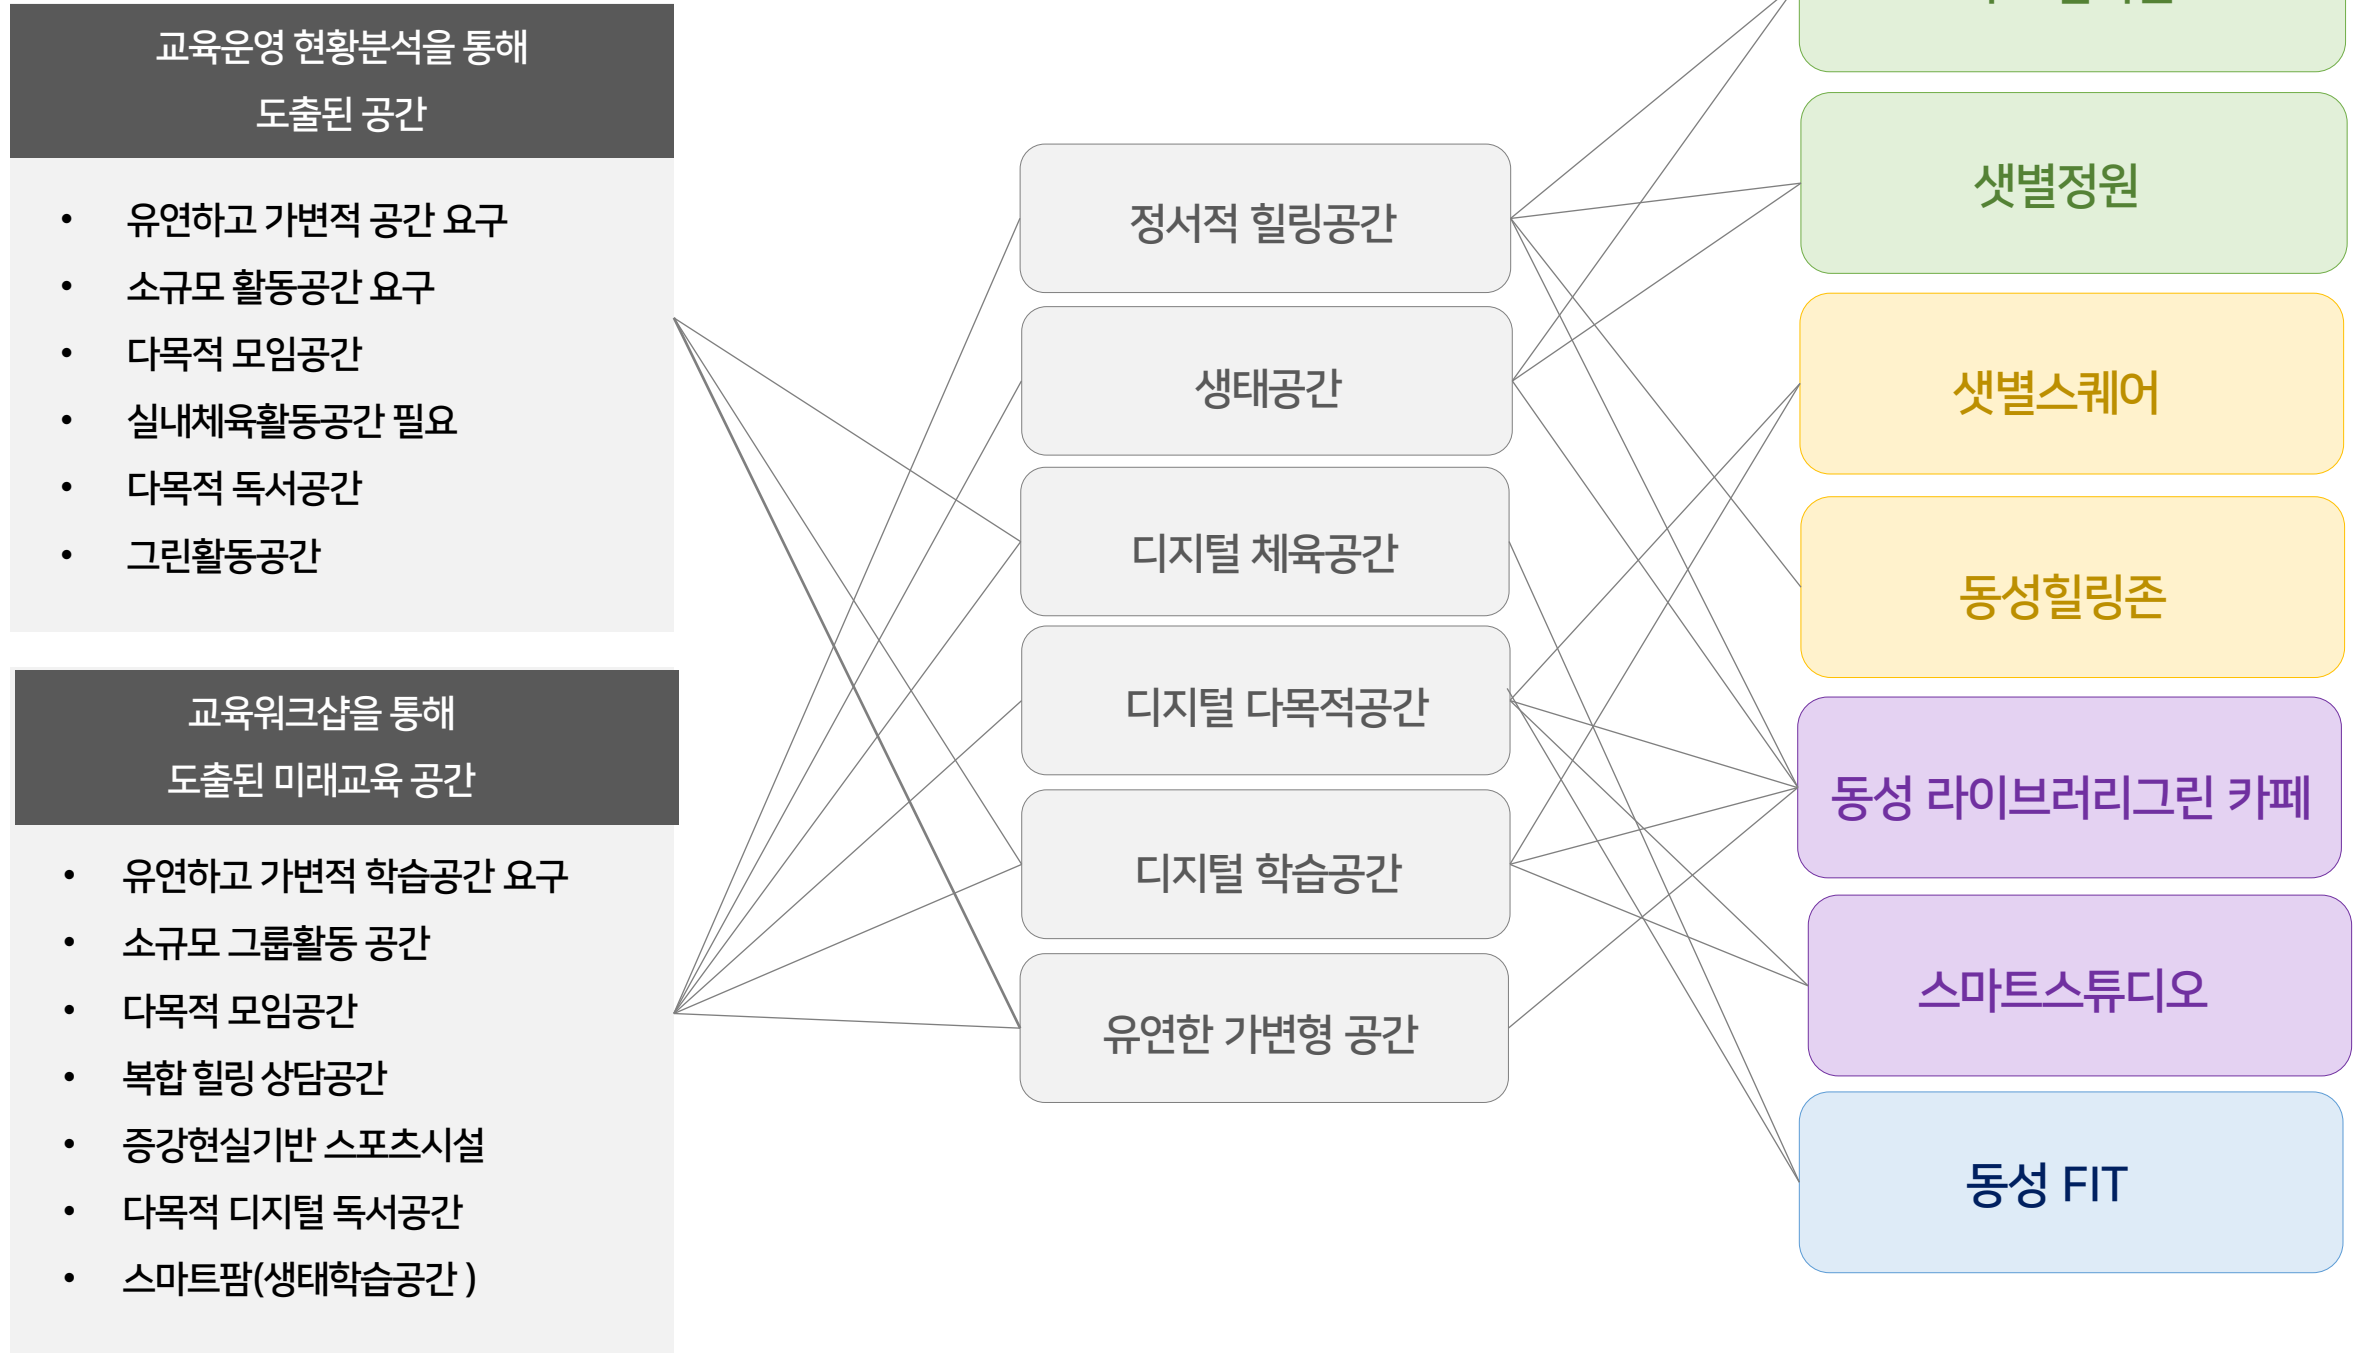 교육운영 현황분석을 통해
도출된 공간
• 유연하고 가변적 공간 요구
• 소규모 활동공간 요구
• 다목적 모임공간
• 실내체육활동공간 필요
• 다목적 독서공간
• 그린활동공간
교육워크샵을 통해
도출된 미래교육 공간
• 유연하고 가변적 학습공간 요구
• 소규모 그룹활동 공간
• 다목적 모임공간
• 복합 힐링 상담공간
• 증강현실기반 스포츠시설
• 다목적 디지털 독서공간
• 스마트팜(생태학습공간 )
정서적 힐링공간
생태공간
디지털 체육공간
디지털 다목적공간
디지털 학습공간
유연한 가변형 공간
샛별정원
샛별스퀘어
동성힐링존
동성 라이브러리그린 카페
스마트스튜디오
동성 FIT